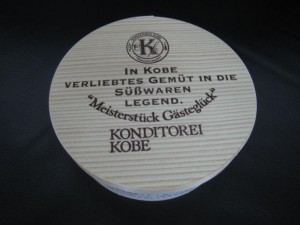 K
IN KOBE
VERLIEBTES GEMÜT IN DIE
SÜßWAREN
LEGEND.
"Meisterstück Gästeglück"
KONDITOREI
KOBE